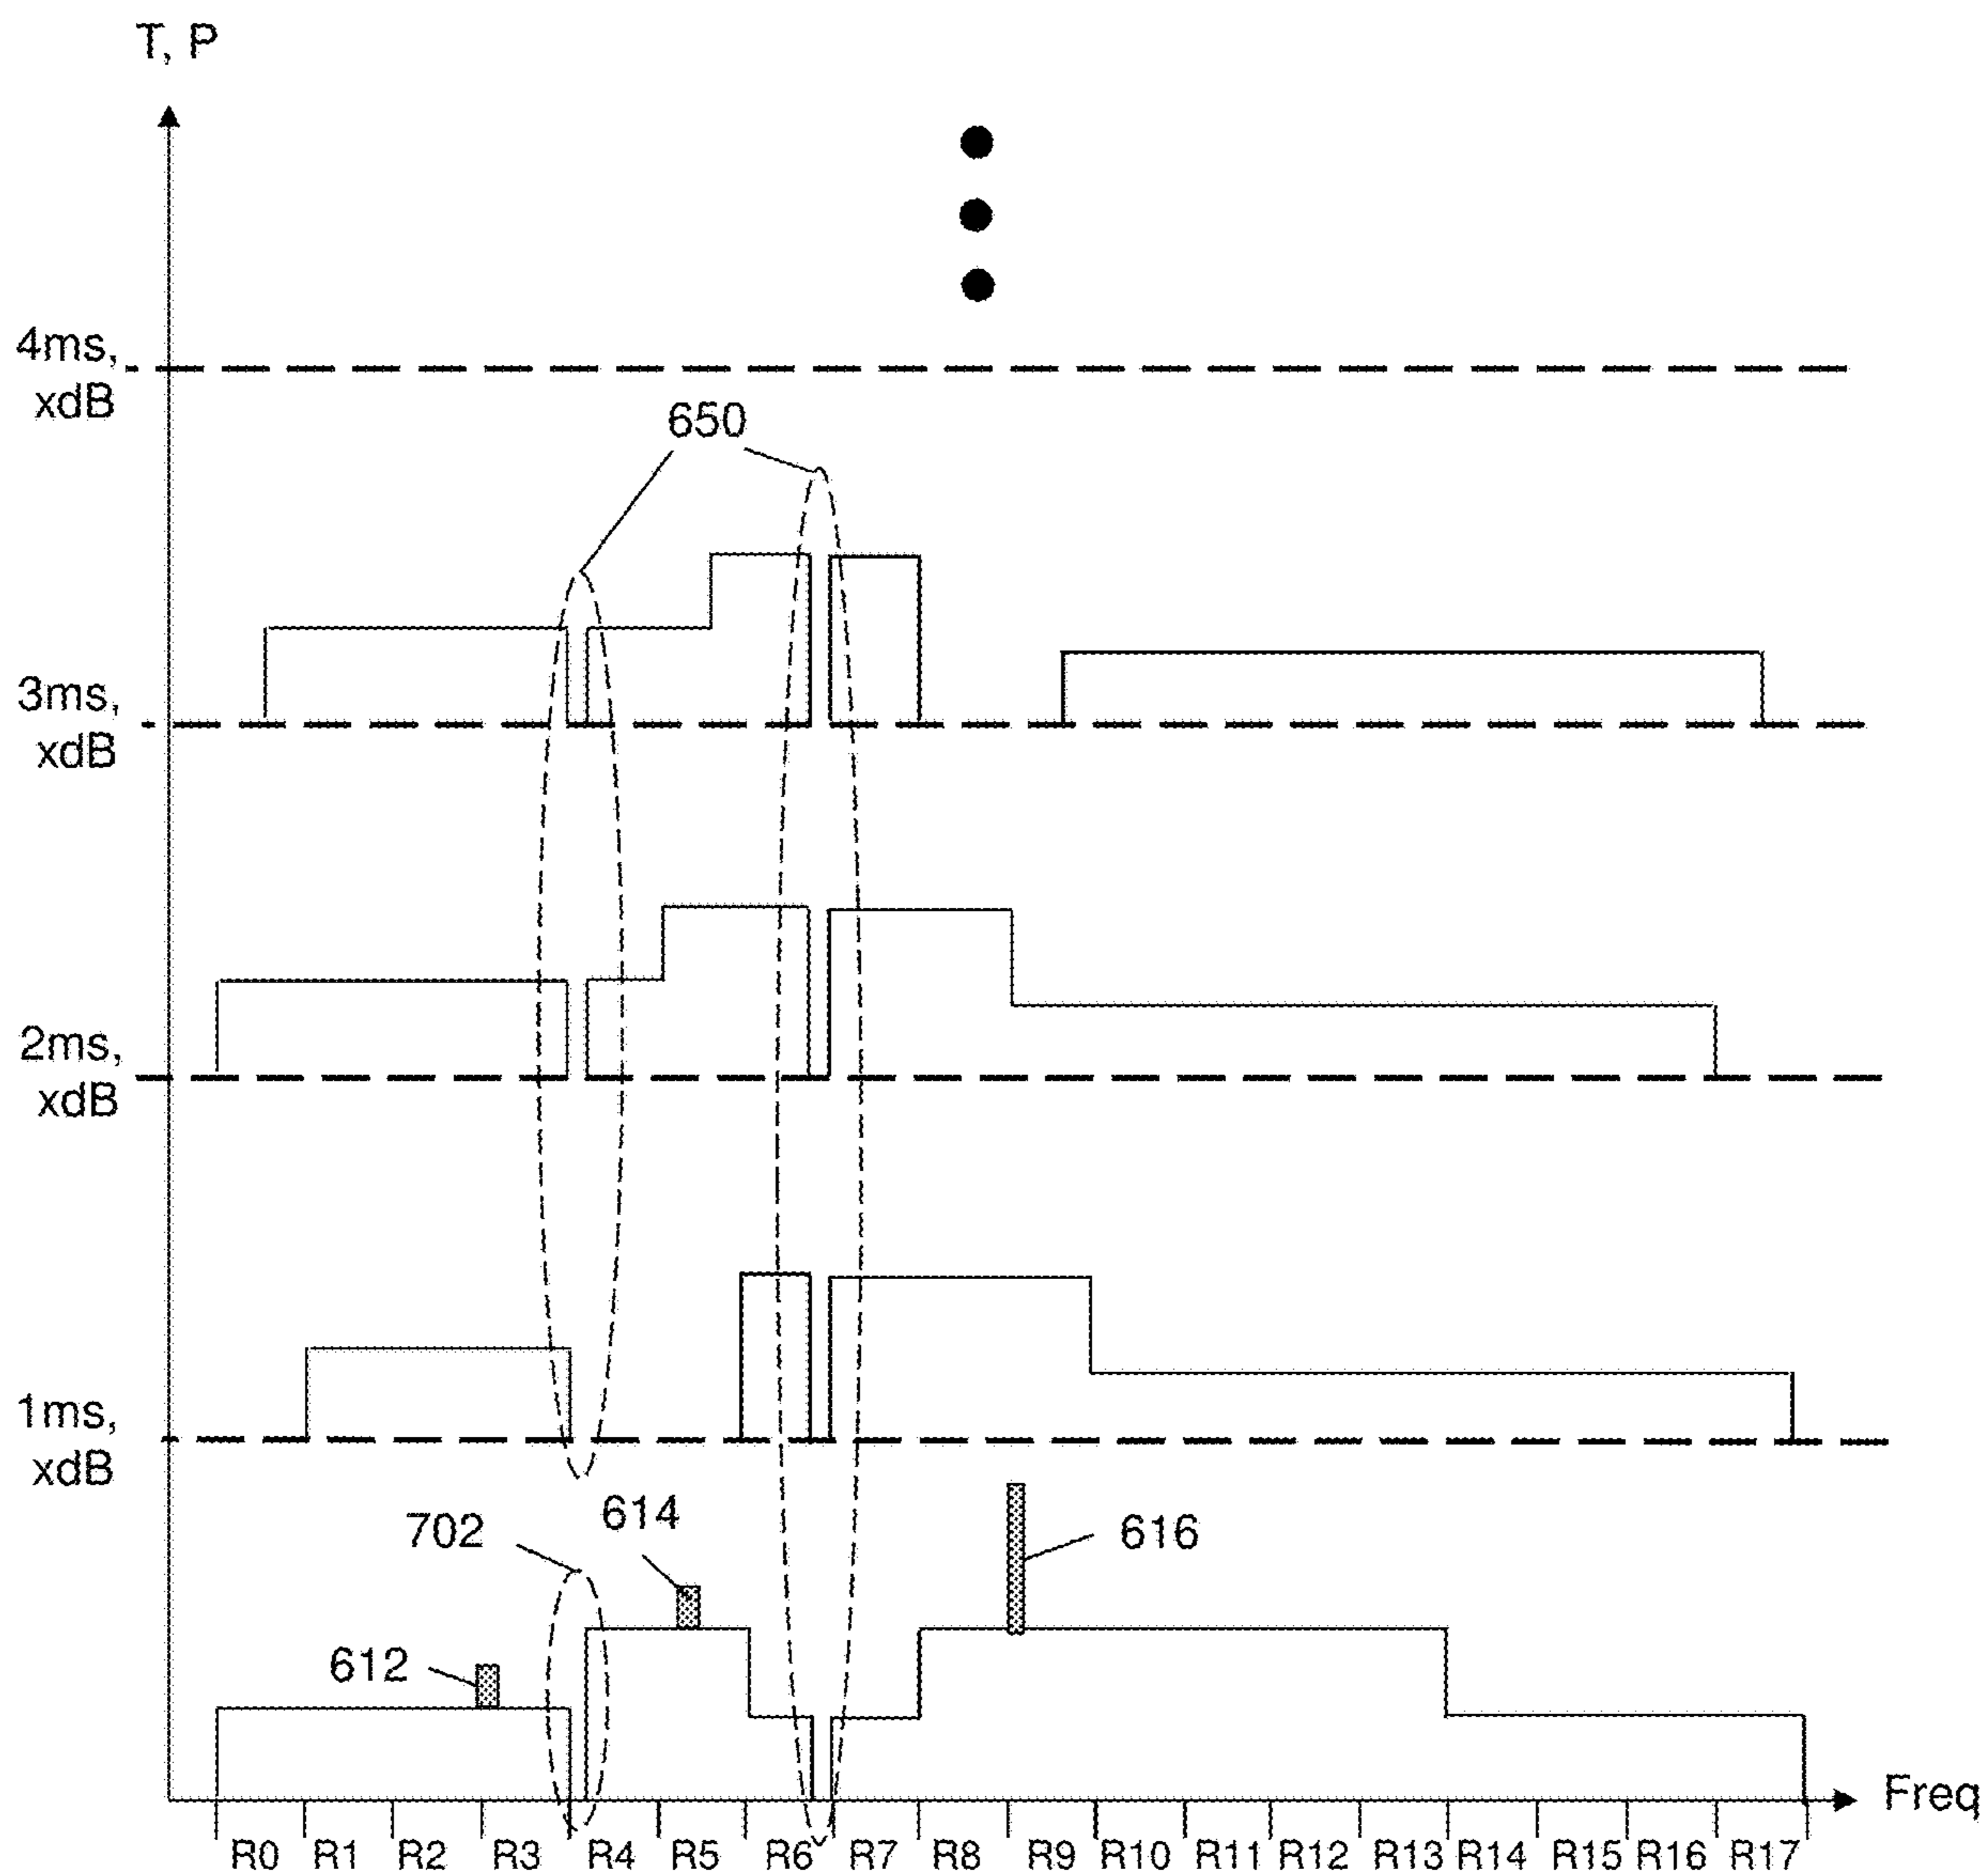 T, P
4ms,
xdB
650
3ms,
xdB
2ms,
xdB
1ms,
xdB
702
614
616
612
Freq
R0 R1 R2 R3 R4 R5 R6 R7 R8 R9 R10 R11 R12 R13 R14 R15 R16 R17